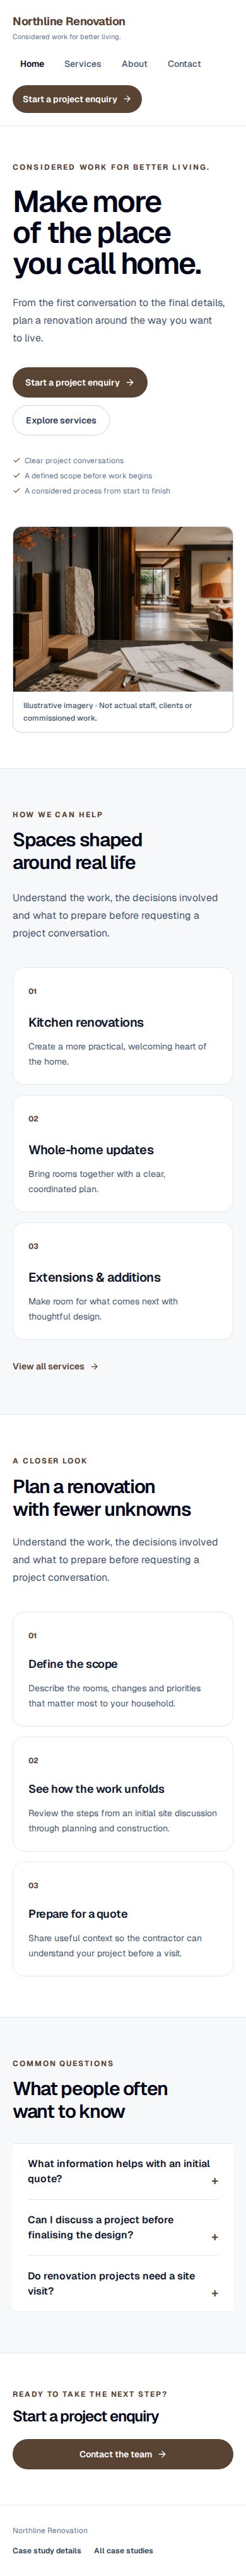 Northline Renovation
Considered work for better living.
Home Services About Contact
Start a project enquiry →
CONSIDERED WORK FOR BETTER LIVING.
Make more
of the place
you call home.
From the first conversation to the final details,
plan a renovation around the way you want
to live.
Start a project enquiry →
Explore services
✓ Clear project conversations
✓ A defined scope before work begins
✓ A considered process from start to finish
Illustrative imagery · Not actual staff, clients or
commissioned work.
HOW WE CAN HELP
Spaces shaped
around real life
Understand the work, the decisions involved
and what to prepare before requesting a
project conversation.
01
Kitchen renovations
Create a more practical, welcoming heart of
the home.
02
Whole-home updates
Bring rooms together with a clear,
coordinated plan.
03
Extensions & additions
Make room for what comes next with
thoughtful design.
View all services →
A CLOSER LOOK
Plan a renovation
with fewer unknowns
Understand the work, the decisions involved
and what to prepare before requesting a
project conversation.
01
Define the scope
Describe the rooms, changes and priorities
that matter most to your household.
02
See how the work unfolds
Review the steps from an initial site discussion
through planning and construction.
03
Prepare for a quote
Share useful context so the contractor can
understand your project before a visit.
COMMON QUESTIONS
What people often
want to know
What information helps with an initial
quote? +
Can I discuss a project before
finalising the design? +
Do renovation projects need a site
visit? +
READY TO TAKE THE NEXT STEP?
Start a project enquiry
Contact the team →
Northline Renovation
Case study details All case studies